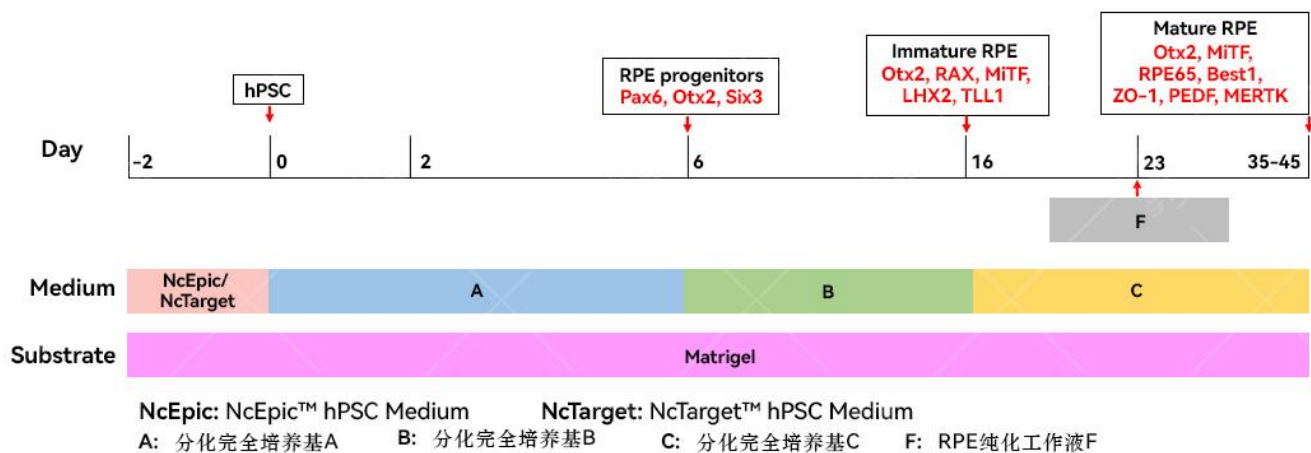 hPSC
RPE progenitors
Pax6, Otx2, Six3
Immature RPE
Otx2, RAX, MiTF,
LHX2, TLL1
Mature RPE
Otx2, MiTF,
RPE65, Best1,
ZO-1, PEDF, MERTK
Day
-2 0 2 6 16 23 35-45
F
Medium
NcEpic/
NcTarget
A B C
Substrate Matrigel
NcEpic: NcEpic™ hPSC Medium NcTarget: NcTarget™ hPSC Medium
A: 分化完全培养基A B: 分化完全培养基B C: 分化完全培养基C F: RPE纯化工作液F